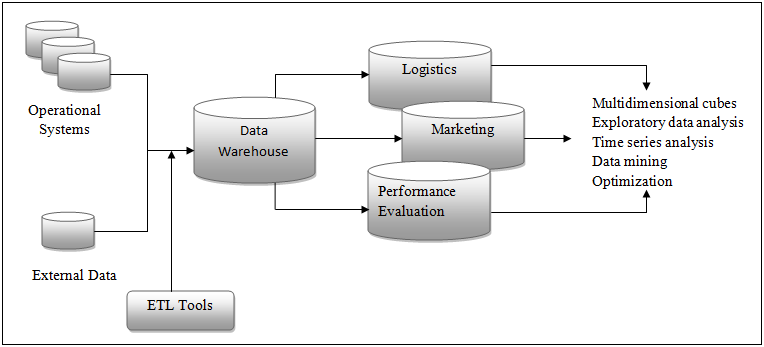 Operational
Systems
External Data
ETL Tools
Data
Warehouse
Logistics
Marketing
Performance
Evaluation
Multidimensional cubes
Exploratory data analysis
Time series analysis
Data mining
Optimization